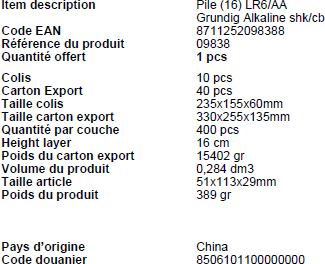 Item description Pile (16) LR6/AA
Grundig Alkaline shk/cb
Code EAN 8711252098388
Référence du produit 09838
Quantité offert 1 pcs
Colis 10 pcs
Carton Export 40 pcs
Taille colis 235x155x60mm
Taille carton export 330x255x135mm
Quantité par couche 400 pcs
Height layer 16 cm
Poids du carton export 15402 gr
Volume du produit 0,284 dm3
Taille article 51x113x29mm
Poids du produit 389 gr
Pays d'origine China
Code douanier 8506101100000000